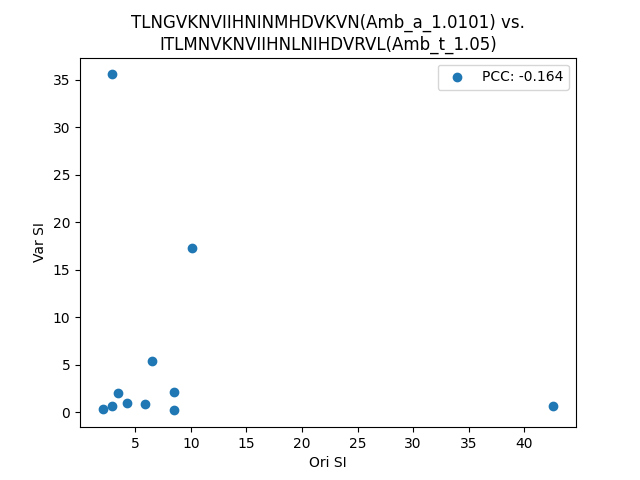 TLNGVKNVIIHNINMHDVKVN(Amb_a_1.0101) vs.
ITLMNVKNVIIHNLNIHDVRVL(Amb_t_1.05)
PCC: -0.164
35
30
25
20
15
10
5
0
Var SI
5 10 15 20 25 30 35 40
Ori SI